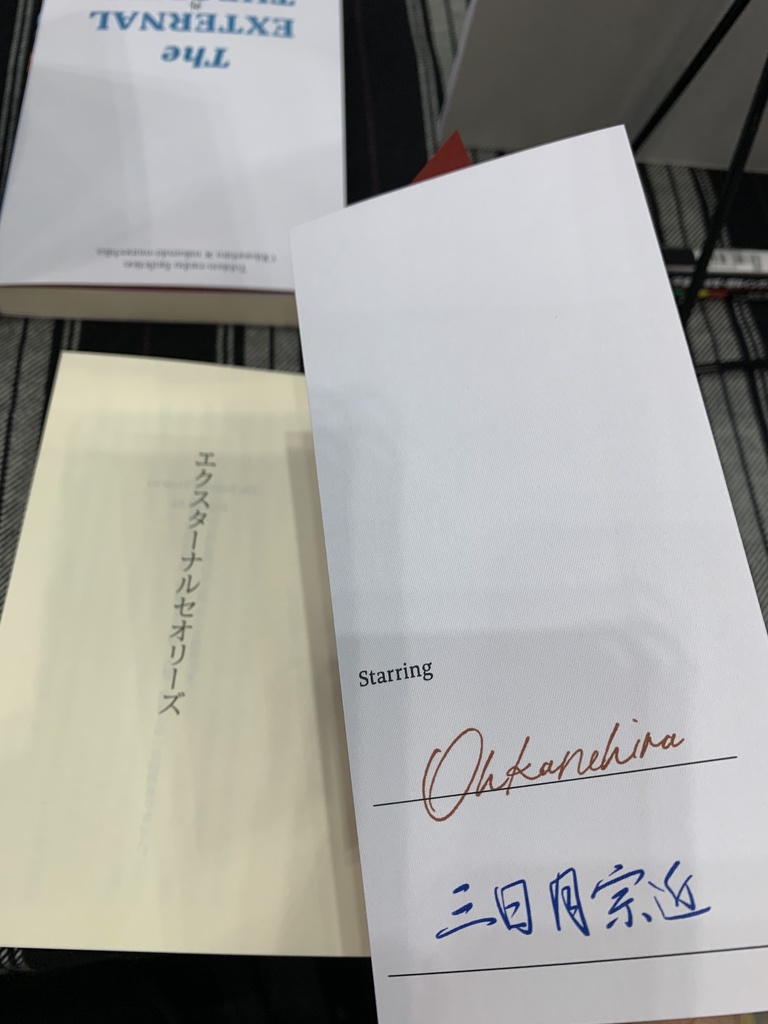 The
EXTERNAL
エクスターナルセオリーズ
Starring
Ohkanehira
三日月宗近